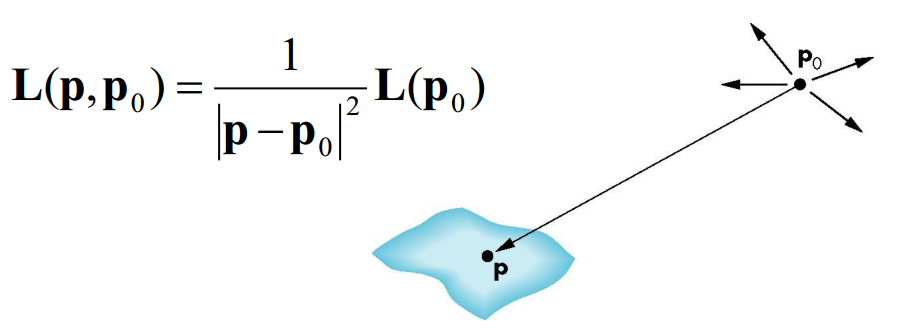 L(p,p₀) = 1/|p − p₀|² L(p₀)
p₀
p